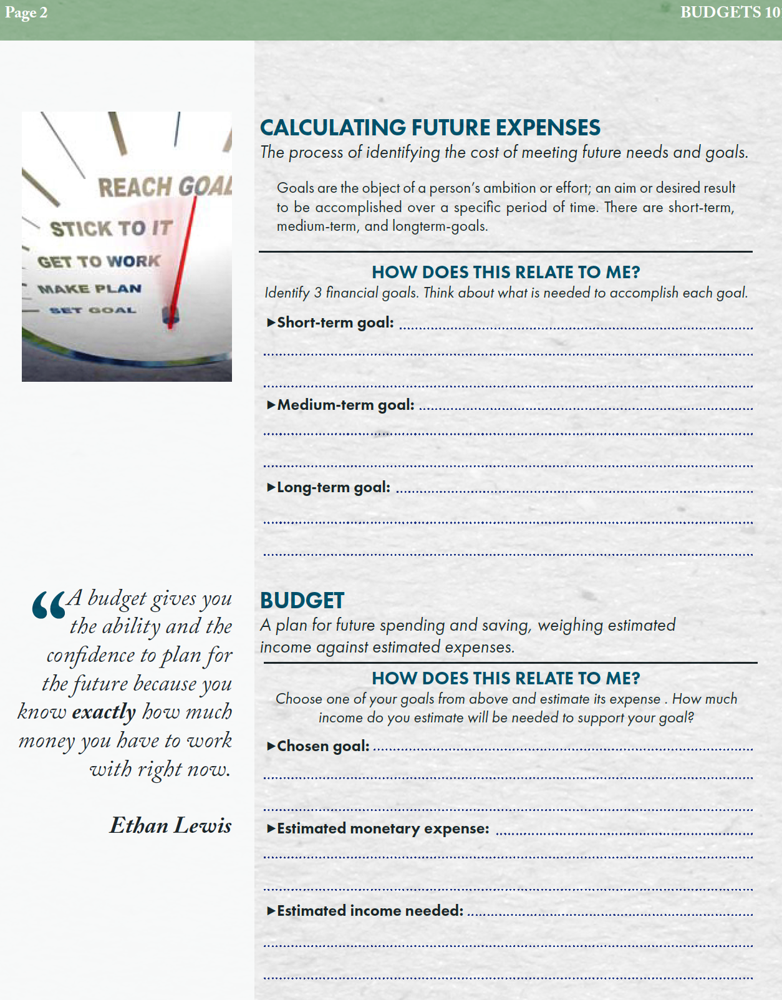 Page 2
BUDGETS 101
REACH GOAL
STICK TO IT
GET TO WORK
MAKE PLAN
SET GOAL
CALCULATING FUTURE EXPENSES
The process of identifying the cost of meeting future needs and goals.
Goals are the object of a person's ambition or effort; an aim or desired result
to be accomplished over a specific period of time. There are short-term,
medium-term, and longterm-goals.
HOW DOES THIS RELATE TO ME?
Identify 3 financial goals. Think about what is needed to accomplish each goal.
▶Short-term goal:
▶Medium-term goal:
▶Long-term goal:
“A budget gives you
the ability and the
confidence to plan for
the future because you
know exactly how much
money you have to work
with right now.
Ethan Lewis
BUDGET
A plan for future spending and saving, weighing estimated
income against estimated expenses.
HOW DOES THIS RELATE TO ME?
Choose one of your goals from above and estimate its expense . How much
income do you estimate will be needed to support your goal?
▶Chosen goal:
▶Estimated monetary expense:
▶Estimated income needed: